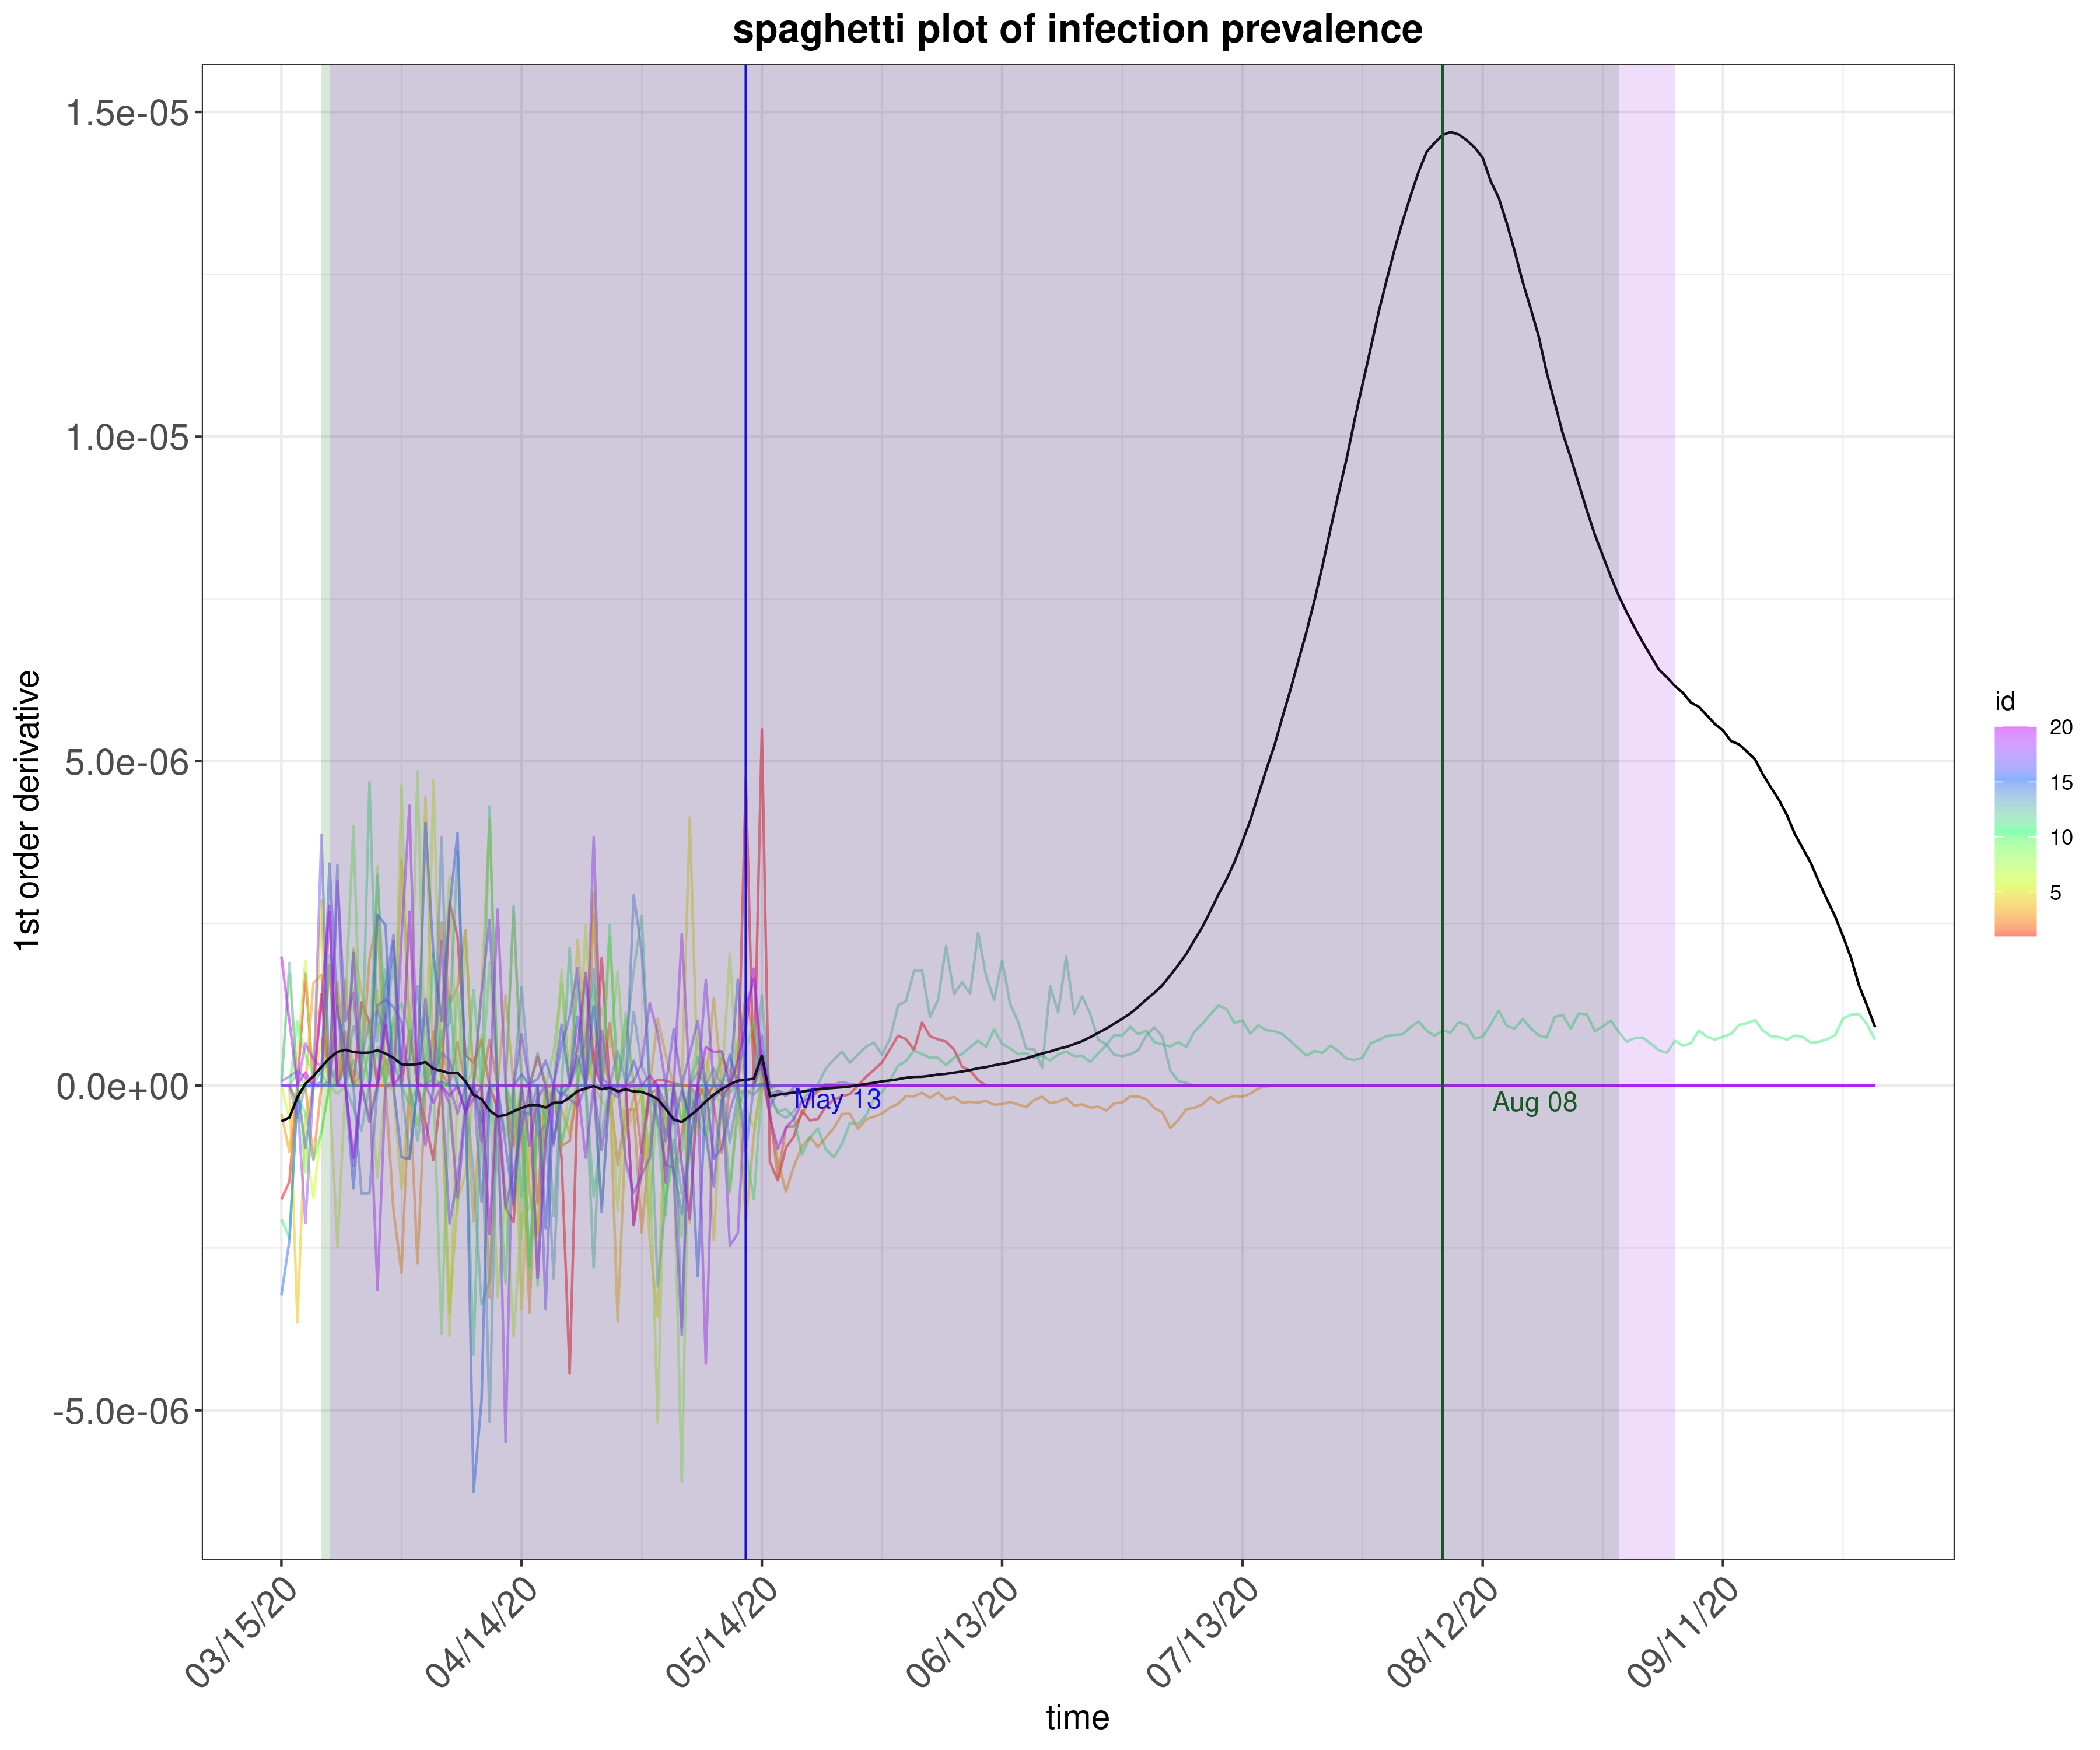 spaghetti plot of infection prevalence
1st order derivative
1.5e-05
1.0e-05
5.0e-06
0.0e+00
-5.0e-06
May 13
Aug 08
03/15/20
04/14/20
05/14/20
06/13/20
07/13/20
08/12/20
09/11/20
time
id
20
15
10
5